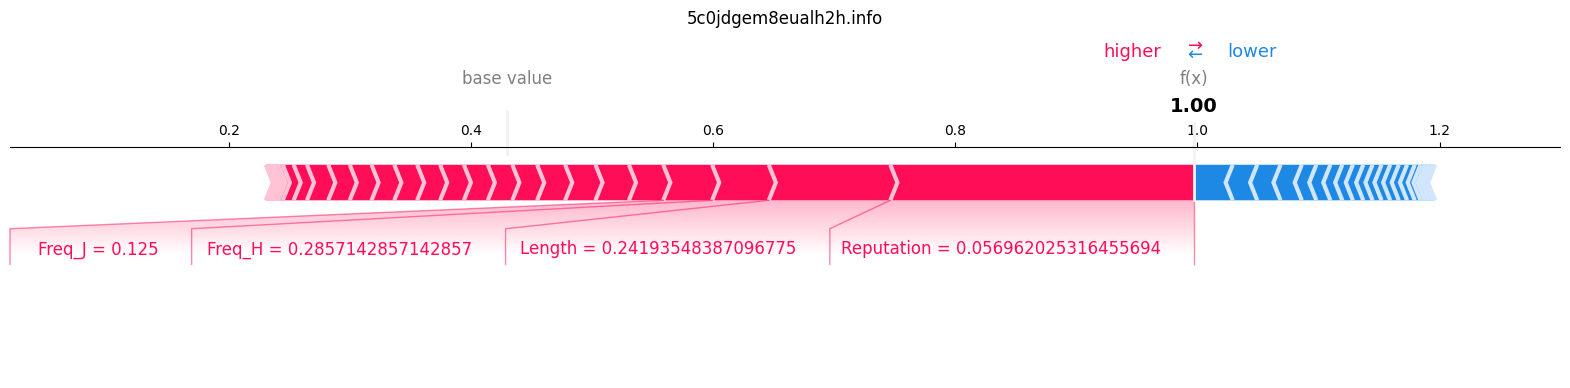 5c0jdgem8eualh2h.info
higher ⇄ lower
base value f(x)
1.00
0.2 0.4 0.6 0.8 1.0 1.2
Freq_J = 0.125 Freq_H = 0.2857142857142857 Length = 0.24193548387096775 Reputation = 0.056962025316455694